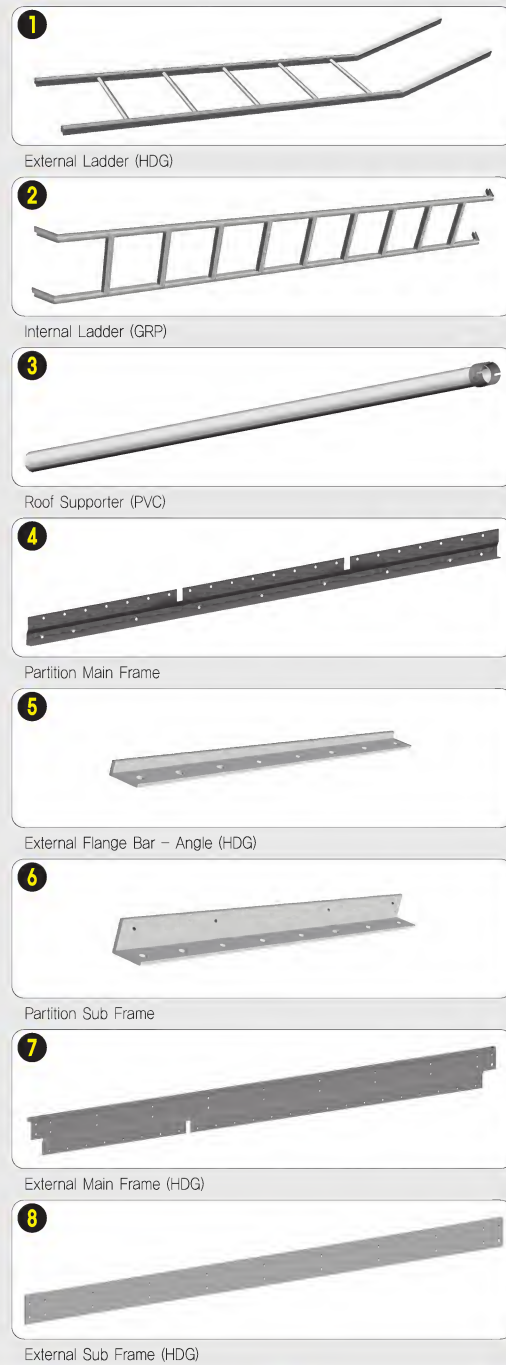 1
External Ladder (HDG)
2
Internal Ladder (GRP)
3
Roof Supporter (PVC)
4
Partition Main Frame
5
External Flange Bar - Angle (HDG)
6
Partition Sub Frame
7
External Main Frame (HDG)
8
External Sub Frame (HDG)